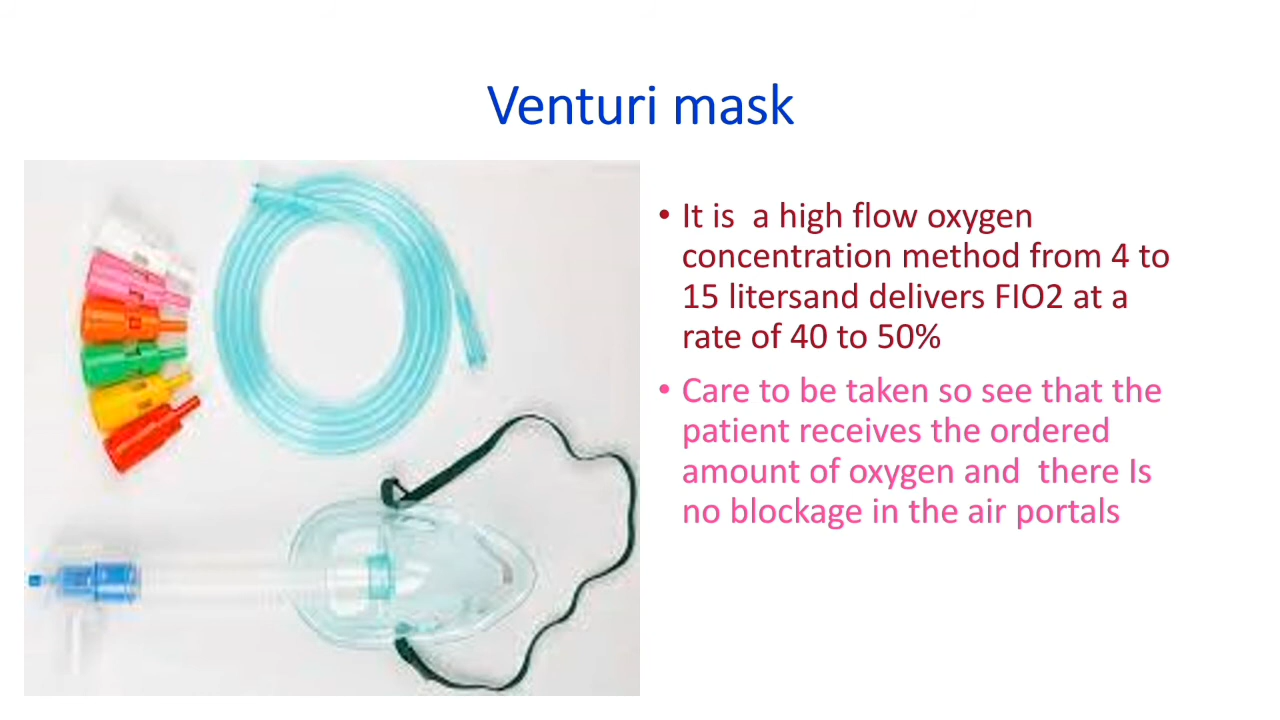 Venturi mask
• It is  a high flow oxygen
concentration method from 4 to
15 litersand delivers FIO2 at a
rate of 40 to 50%
• Care to be taken so see that the
patient receives the ordered
amount of oxygen and  there Is
no blockage in the air portals